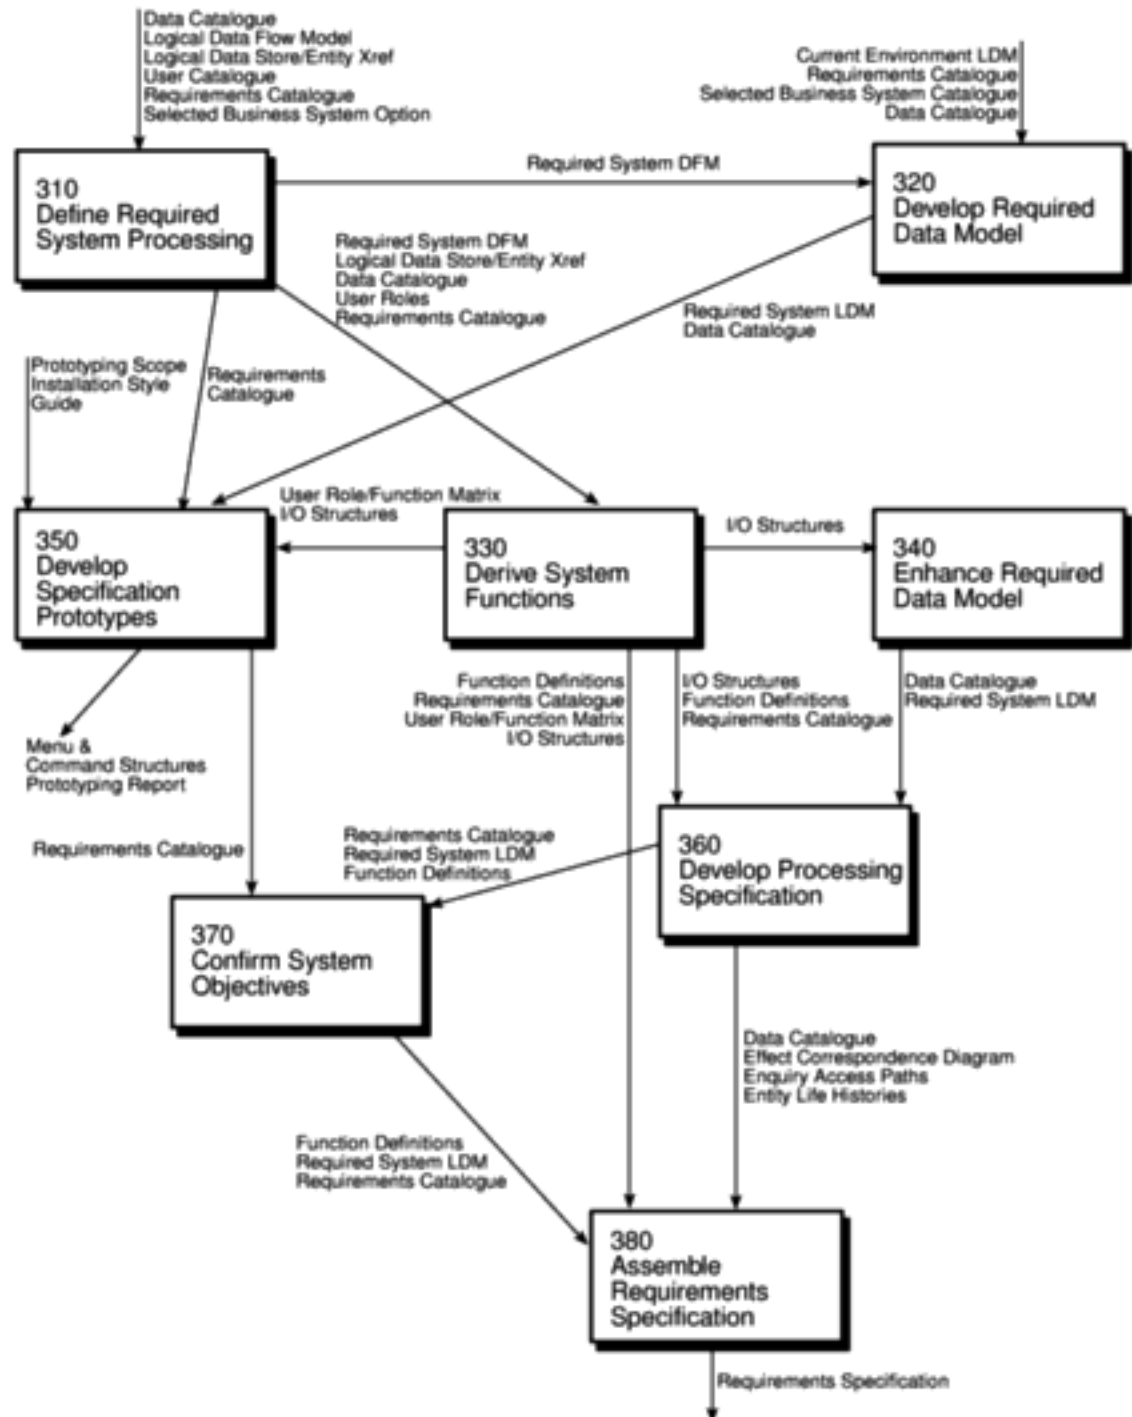 Data Catalogue
Logical Data Flow Model
Logical Data Store/Entity Xref
User Catalogue
Requirements Catalogue
Selected Business System Option
Current Environment LDM
Requirements Catalogue
Selected Business System Catalogue
Data Catalogue
310
Define Required
System Processing
Required System DFM
320
Develop Required
Data Model
Required System DFM
Logical Data Store/Entity Xref
Data Catalogue
User Roles
Requirements Catalogue
Required System LDM
Data Catalogue
Prototyping Scope
Installation Style
Guide
Requirements
Catalogue
User Role/Function Matrix
I/O Structures
350
Develop
Specification
Prototypes
330
Derive System
Functions
I/O Structures
340
Enhance Required
Data Model
Function Definitions
Requirements Catalogue
User Role/Function Matrix
I/O Structures
I/O Structures
Function Definitions
Requirements Catalogue
Data Catalogue
Required System LDM
Menu &
Command Structures
Prototyping Report
Requirements Catalogue
Requirements Catalogue
Required System LDM
Function Definitions
360
Develop Processing
Specification
370
Confirm System
Objectives
Data Catalogue
Effect Correspondence Diagram
Enquiry Access Paths
Entity Life Histories
Function Definitions
Required System LDM
Requirements Catalogue
380
Assemble
Requirements
Specification
Requirements Specification